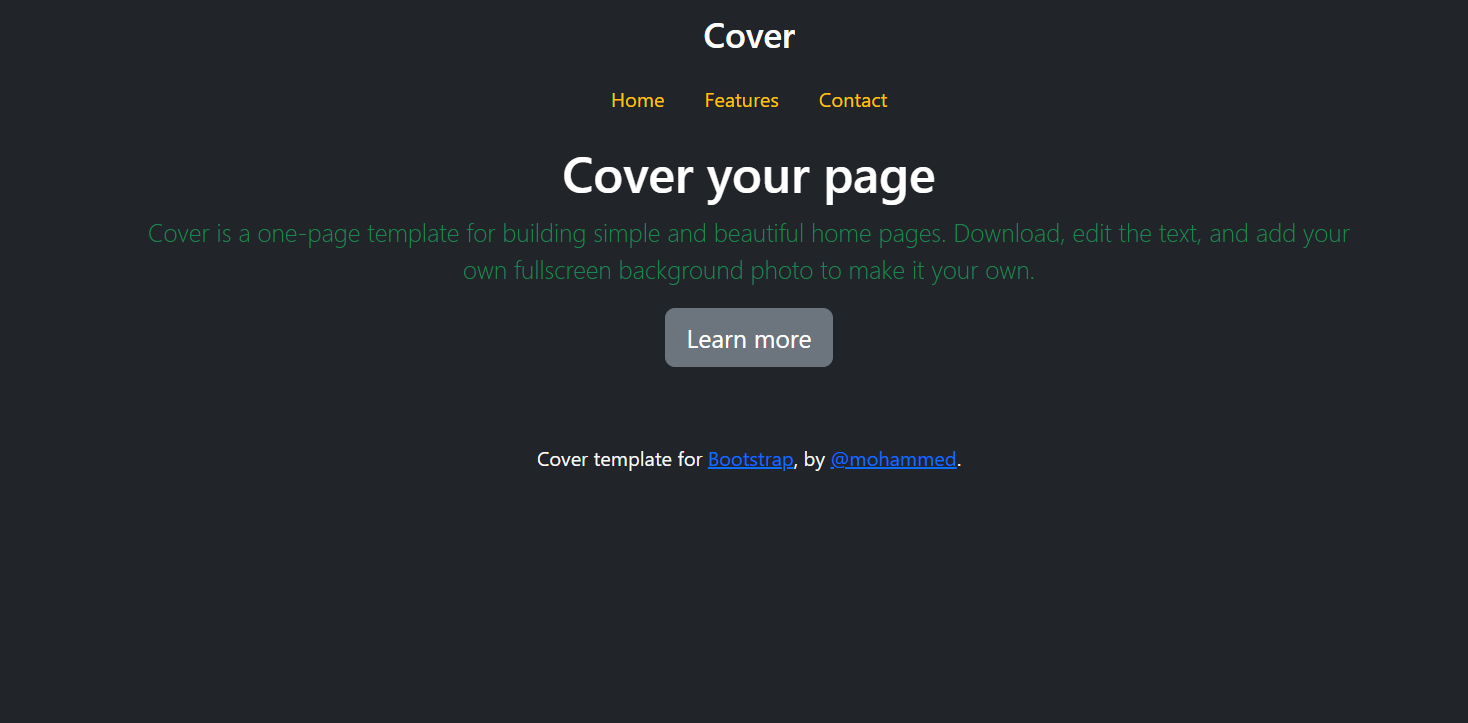 Cover
Home Features Contact
Cover your page
Cover is a one-page template for building simple and beautiful home pages. Download, edit the text, and add your
own fullscreen background photo to make it your own.
Learn more
Cover template for Bootstrap, by @mohammed.